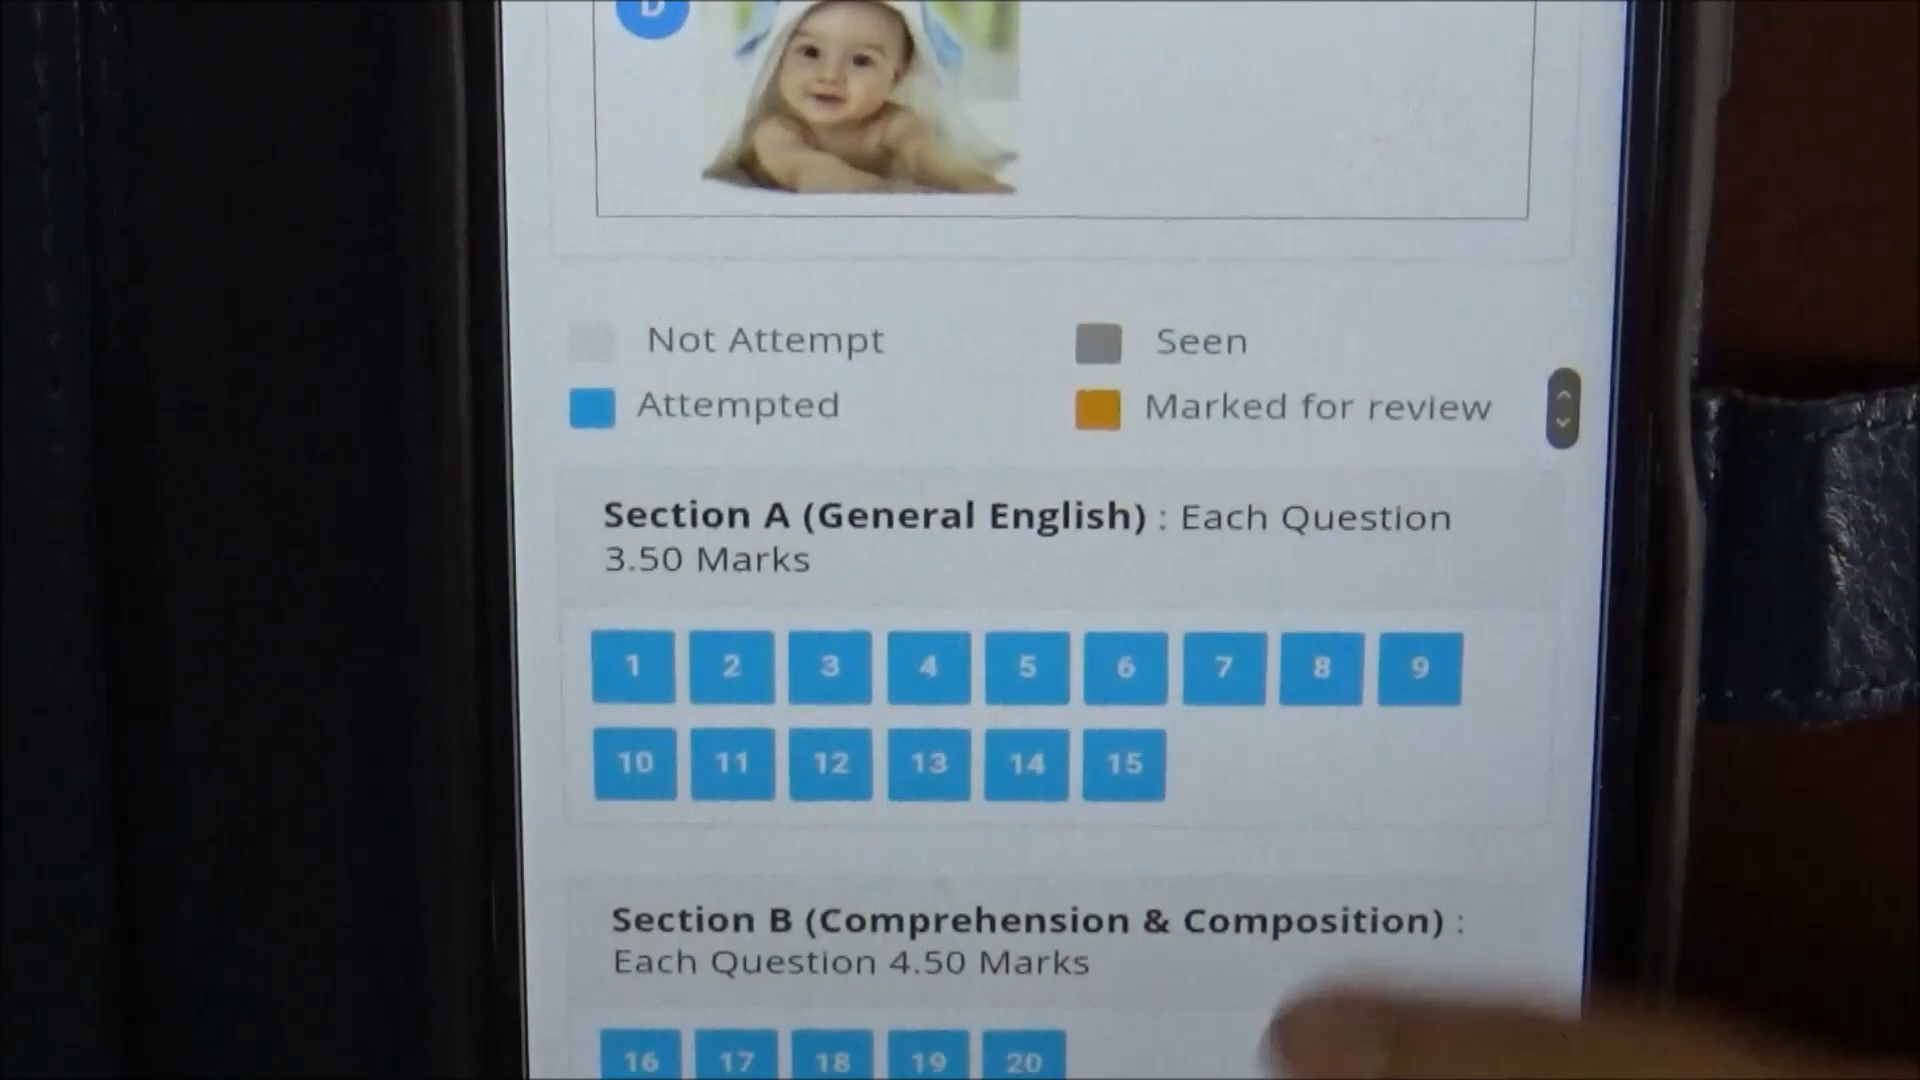 D
Not Attempt
Seen
Attempted
Marked for review
Section A (General English) : Each Question
3.50 Marks
1 2 3 4 5 6 7 8 9
10 11 12 13 14 15
Section B (Comprehension & Composition) :
Each Question 4.50 Marks
16 17 18 19 20